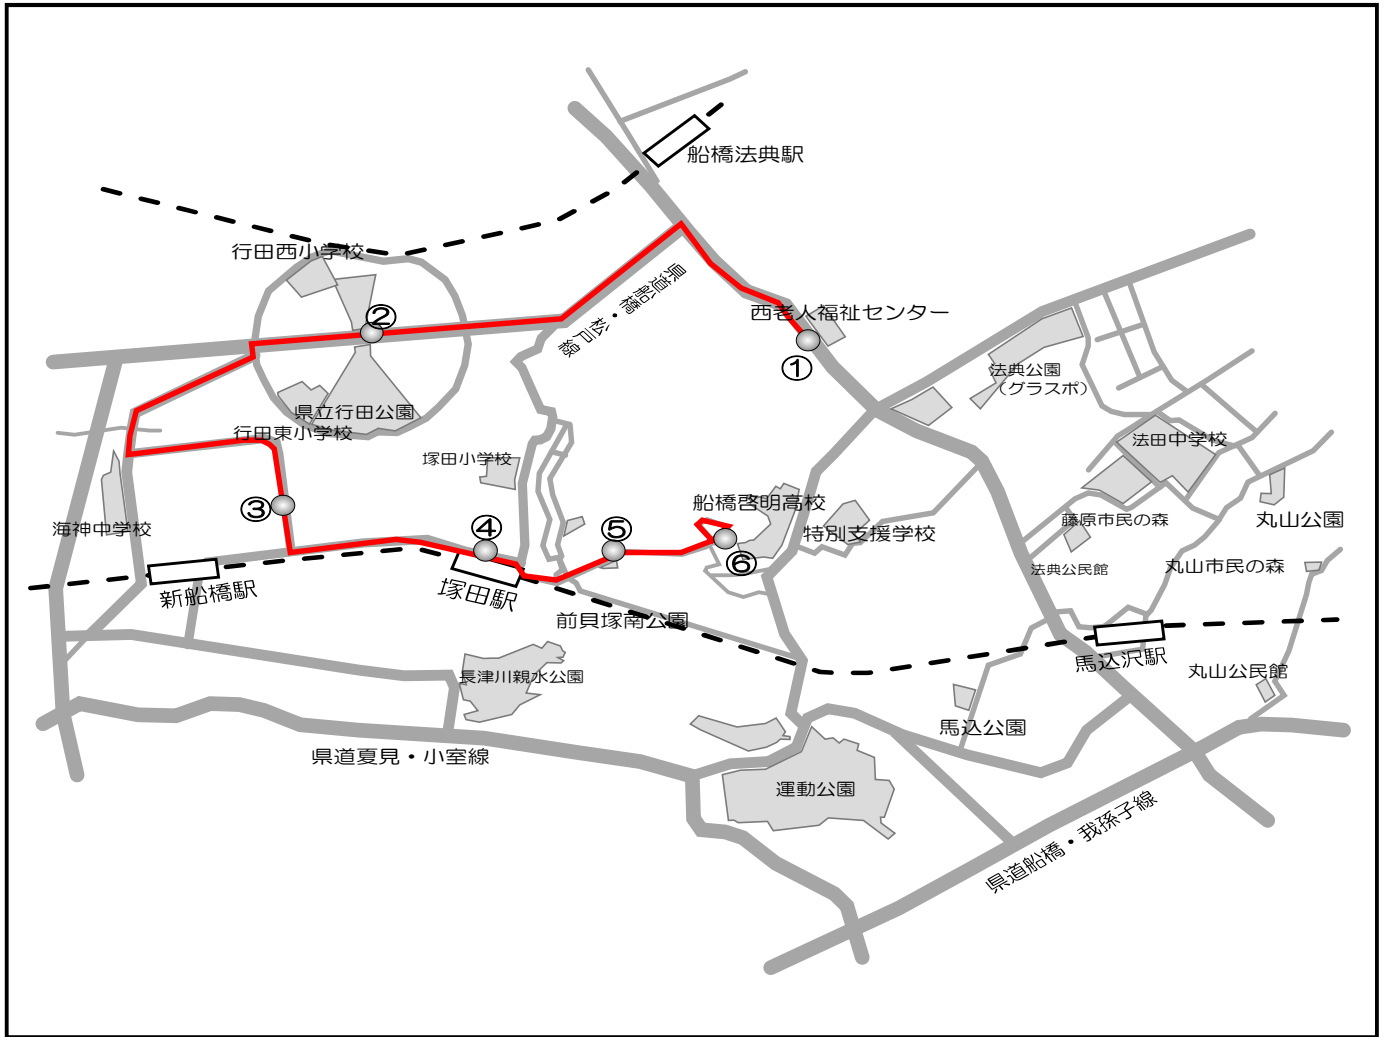 船橋法典駅
行田西小学校
県道船橋・松戸線
②
西老人福祉センター
①
法典公園
（グラスポ）
県立行田公園
行田東小学校
法田中学校
塚田小学校
船橋啓明高校
③
④
⑤
海神中学校
特別支援学校
藤原市民の森
丸山公園
⑥
法典公民館
丸山市民の森
新船橋駅
塚田駅
前貝塚南公園
馬込沢駅
丸山公民館
長津川親水公園
馬込公園
県道夏見・小室線
運動公園
県道船橋・我孫子線